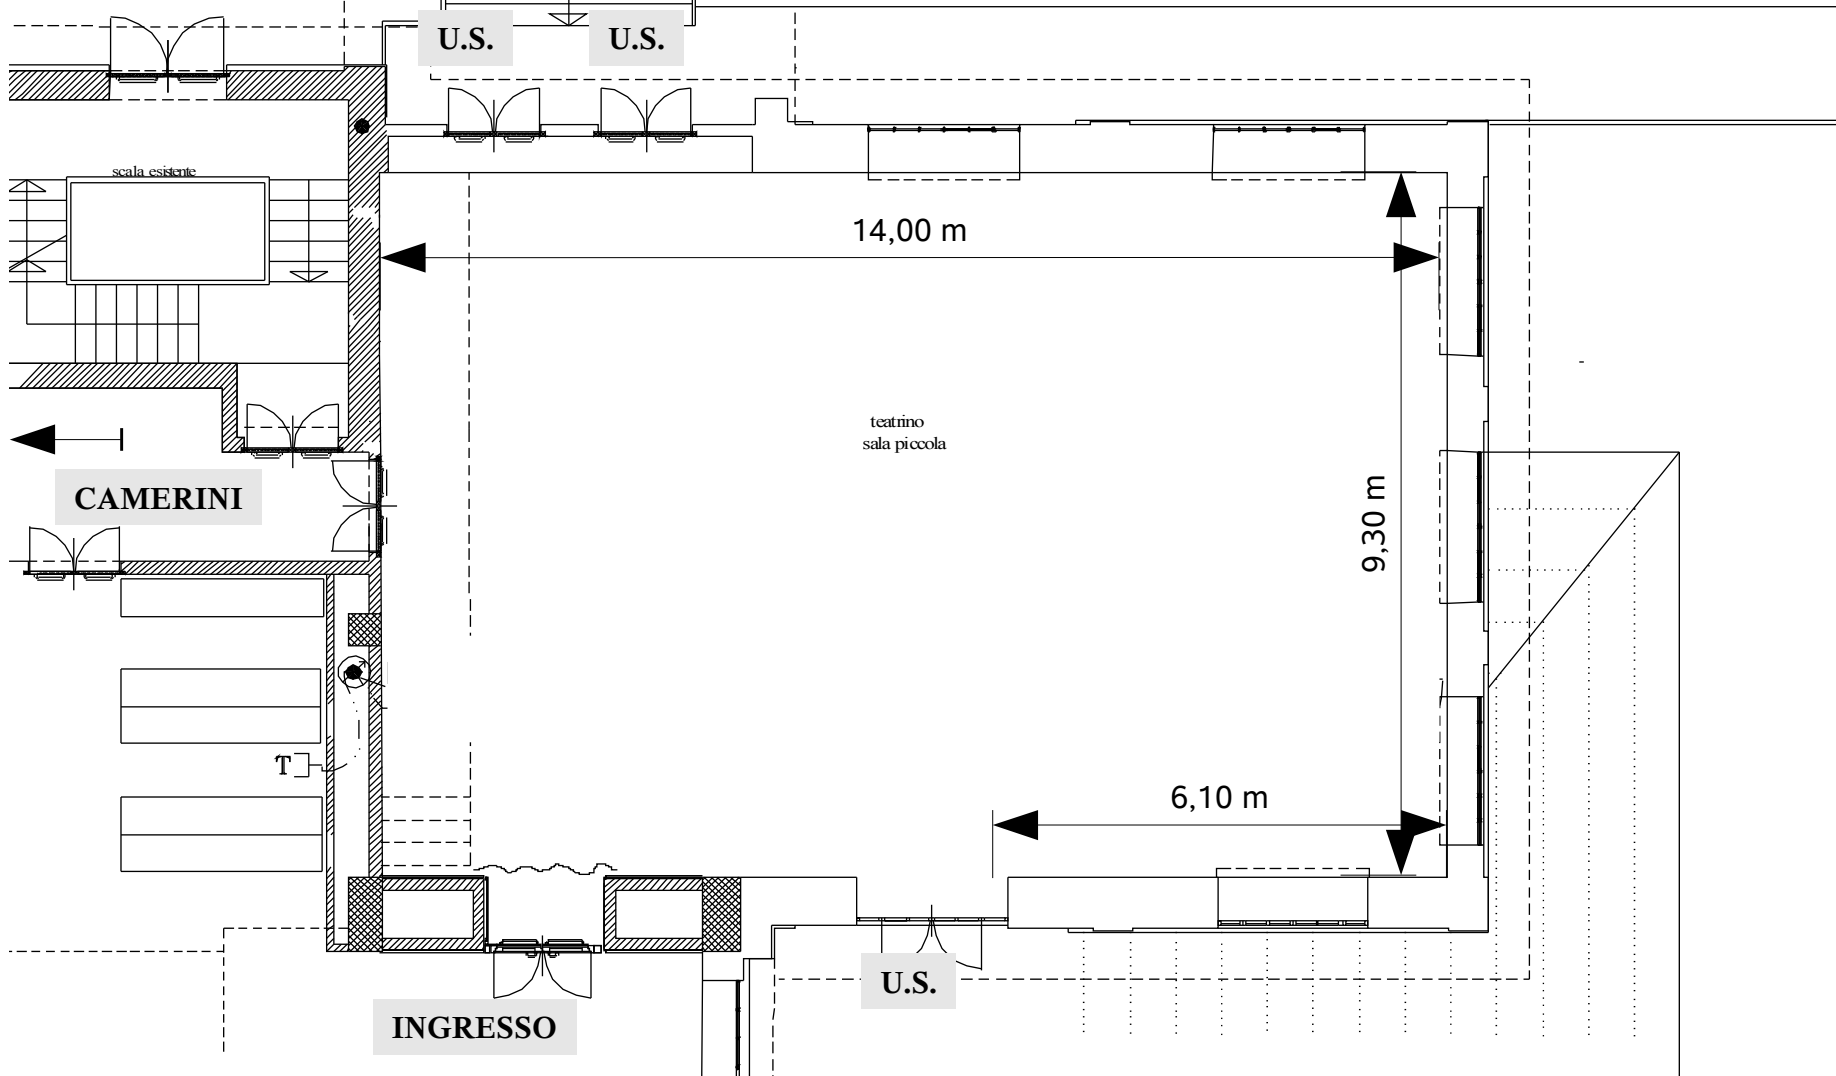 U.S.
U.S.
scala esistente
14,00 m
teatrino
sala piccola
CAMERINI
9,30 m
T
6,10 m
U.S.
INGRESSO